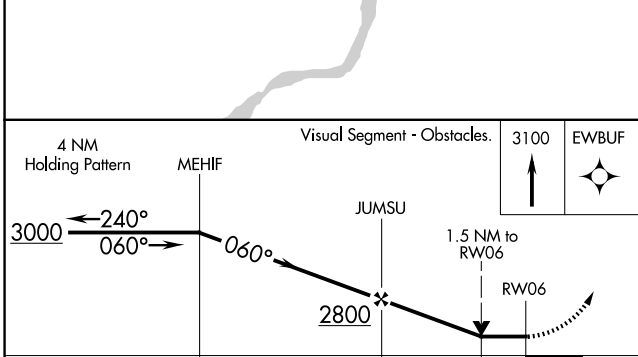 4 NM
Holding Pattern
MEHIF
Visual Segment - Obstacles.
3100
EWBUF
JUMSU
240°
3000
060°
060°
1.5 NM to
RW06
RW06
2800